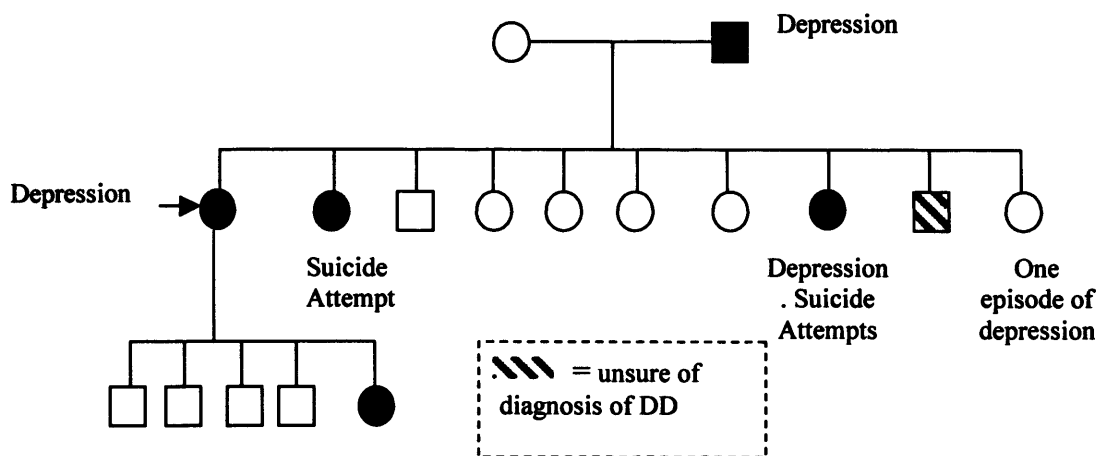 Depression
Depression
Suicide
Attempt
Depression
. Suicide
Attempts
One
episode of
depression
= unsure of
diagnosis of DD